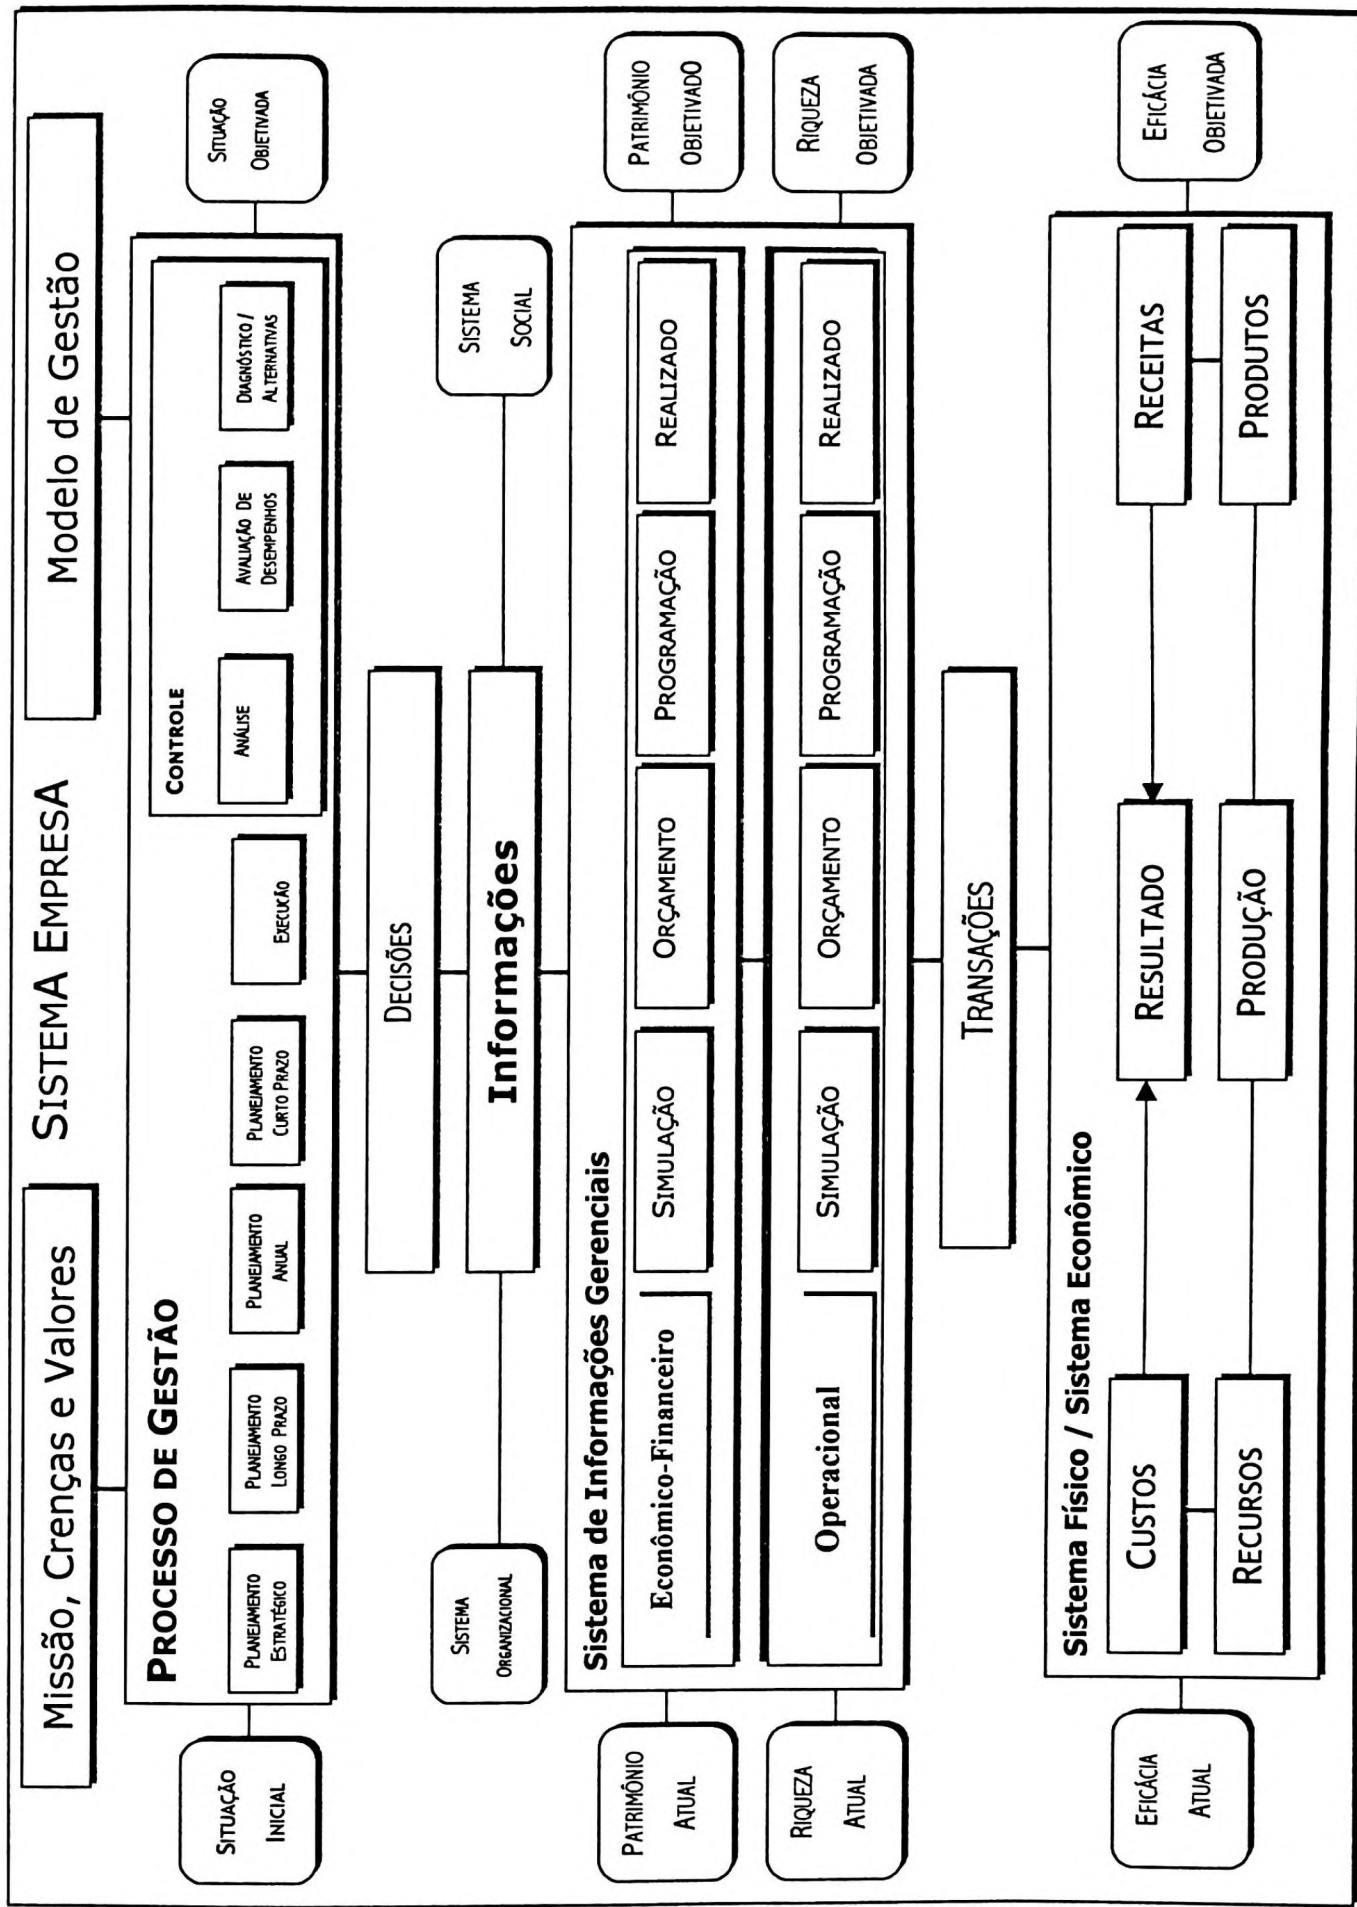 SISTEMA EMPRESA
Missão, Crenças e Valores
Modelo de Gestão
PROCESSO DE GESTÃO
CONTROLE
SITUAÇÃO
INICIAL
PLANEJAMENTO
ESTRATÉGICO
PLANEJAMENTO
LONGO PRAZO
PLANEJAMENTO
ANUAL
PLANEJAMENTO
CURTO PRAZO
EXECUÇÃO
ANÁLISE
AVALIAÇÃO DE
DESEMPENHOS
DIAGNÓSTICO /
ALTERNATIVAS
SITUAÇÃO
OBJETIVADA
DECISÕES
SISTEMA
ORGANIZACIONAL
Informações
SISTEMA
SOCIAL
Sistema de Informações Gerenciais
PATRIMÔNIO
ATUAL
Econômico-Financeiro
SIMULAÇÃO
ORÇAMENTO
PROGRAMAÇÃO
REALIZADO
PATRIMÔNIO
OBJETIVADO
RIQUEZA
ATUAL
Operacional
SIMULAÇÃO
ORÇAMENTO
PROGRAMAÇÃO
REALIZADO
RIQUEZA
OBJETIVADA
TRANSAÇÕES
Sistema Físico / Sistema Econômico
EFICÁCIA
ATUAL
CUSTOS
RESULTADO
RECEITAS
RECURSOS
PRODUÇÃO
PRODUTOS
EFICÁCIA
OBJETIVADA